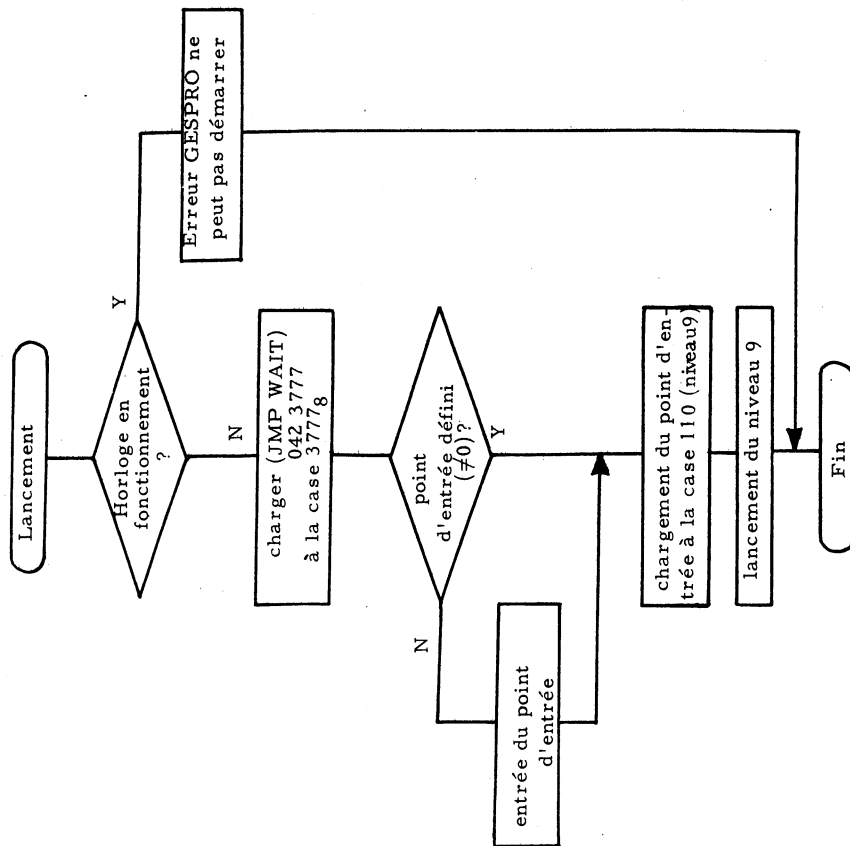 Lancement
Horloge en
fonctionnement
?
Y
Erreur GESPRO ne
peut pas démarrer
N
charger (JMP WAIT)
042 3777
à la case 3777₈
point
d'entrée défini
(≠0)?
N
Y
entrée du point
d'entrée
chargement du point d'en-
trée à la case 110 (niveau9)
lancement du niveau 9
Fin